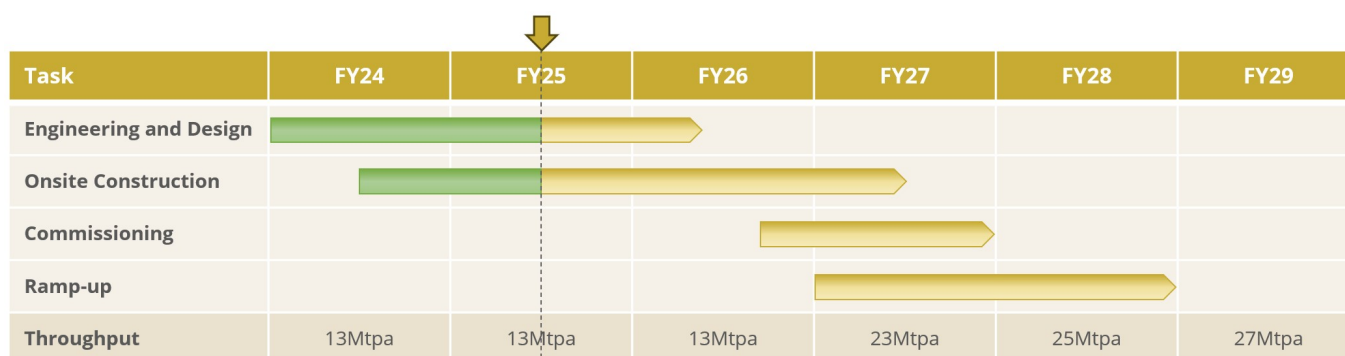 Task FY24 FY25 FY26 FY27 FY28 FY29
Engineering and Design
Onsite Construction
Commissioning
Ramp-up
Throughput 13Mtpa 13Mtpa 13Mtpa 23Mtpa 25Mtpa 27Mtpa